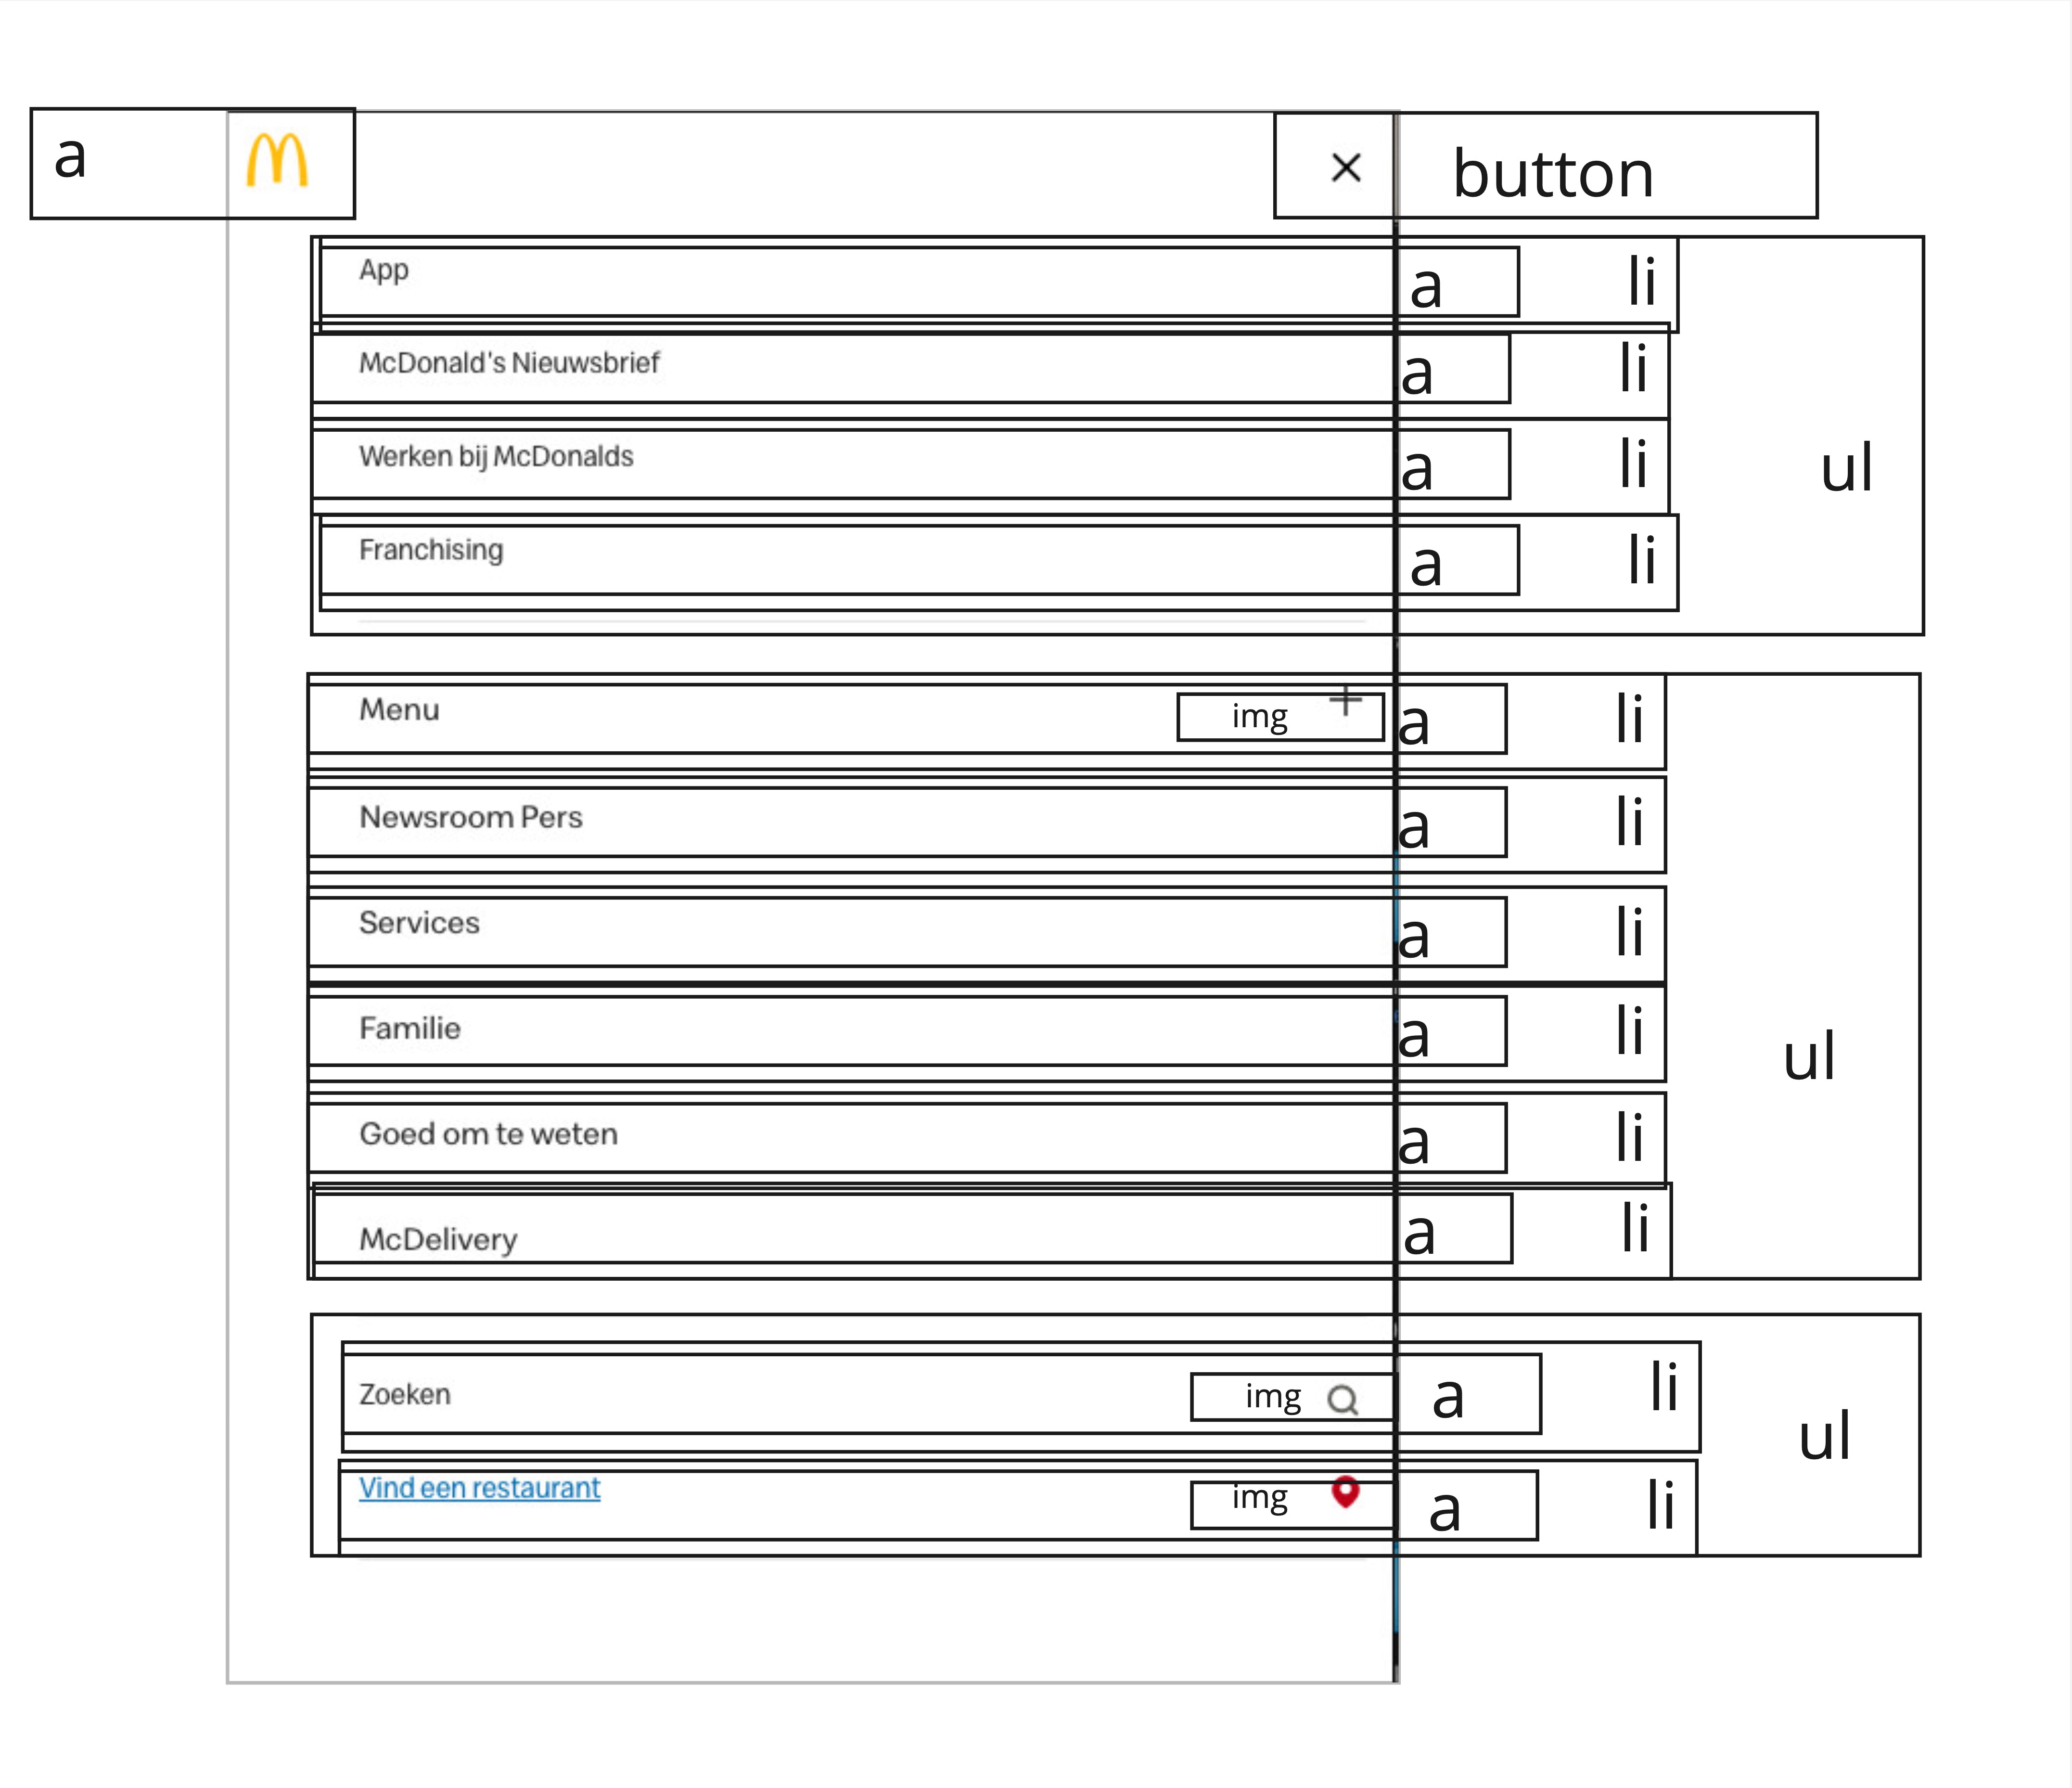 a
button
App a li
McDonald's Nieuwsbrief a li
Werken bij McDonalds a li
ul
Franchising a li
Menu img a li
Newsroom Pers a li
Services a li
Familie a li
ul
Goed om te weten a li
McDelivery a li
Zoeken img a li
ul
Vind een restaurant img a li